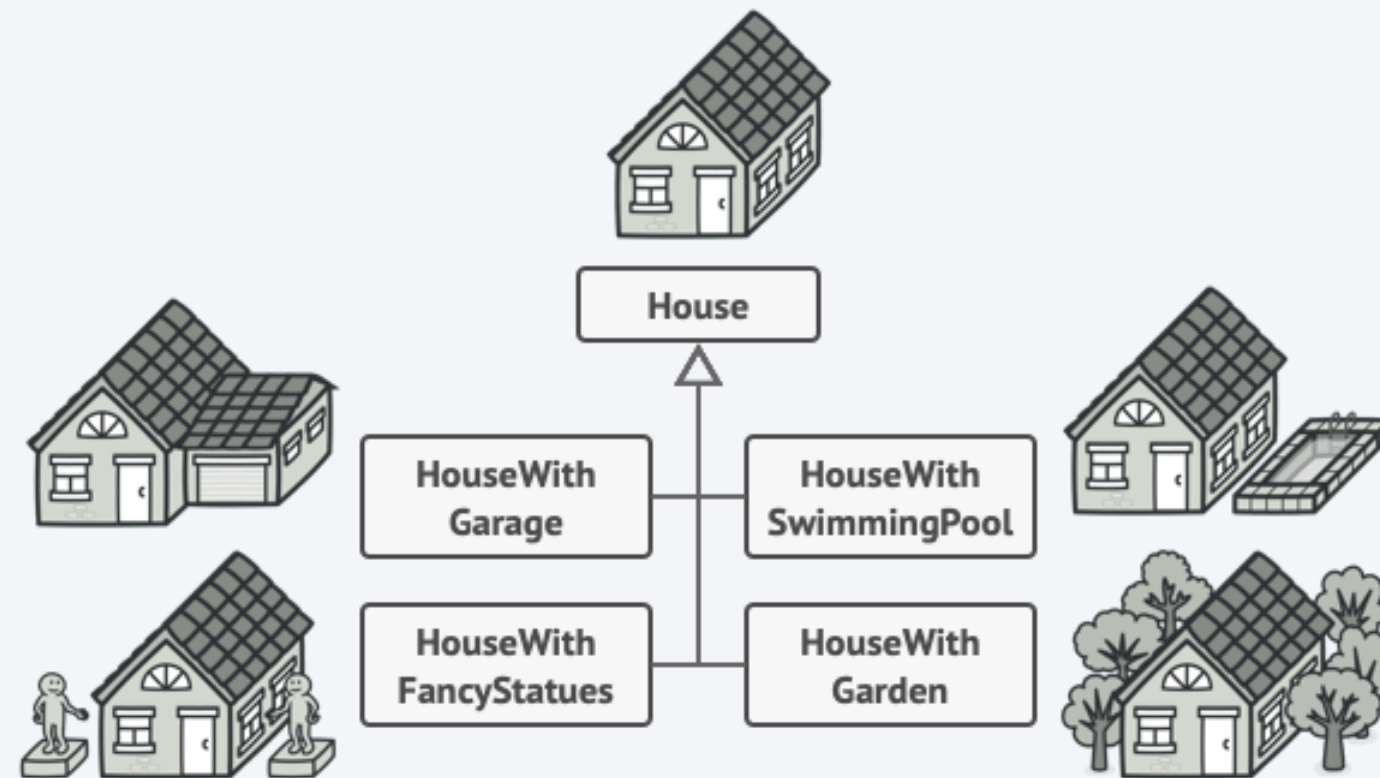 House
HouseWith
Garage
HouseWith
SwimmingPool
HouseWith
FancyStatues
HouseWith
Garden